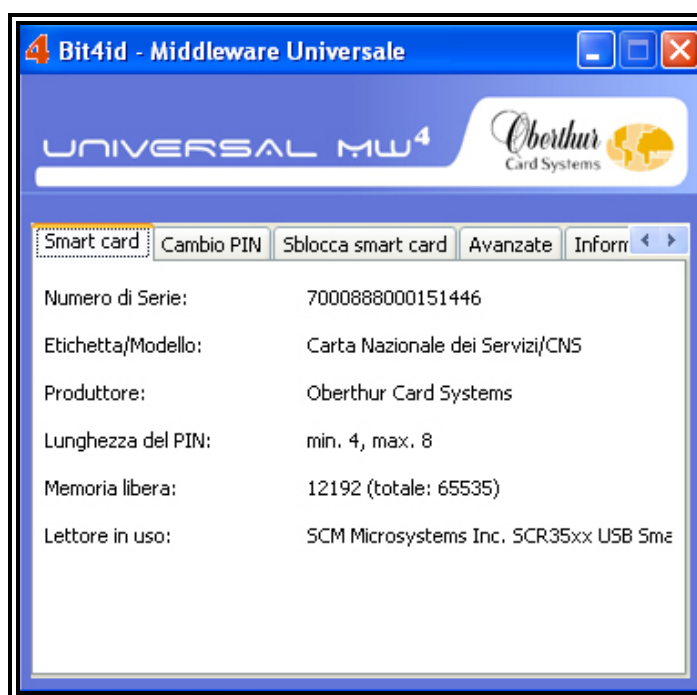 4 Bit4id - Middleware Universale
UNIVERSAL MW4
Oberthur
Card Systems
Smart card Cambio PIN Sblocca smart card Avanzate Inform
Numero di Serie: 7000888000151446
Etichetta/Modello: Carta Nazionale dei Servizi/CNS
Produttore: Oberthur Card Systems
Lunghezza del PIN: min. 4, max. 8
Memoria libera: 12192 (totale: 65535)
Lettore in uso: SCM Microsystems Inc. SCR35xx USB Sma